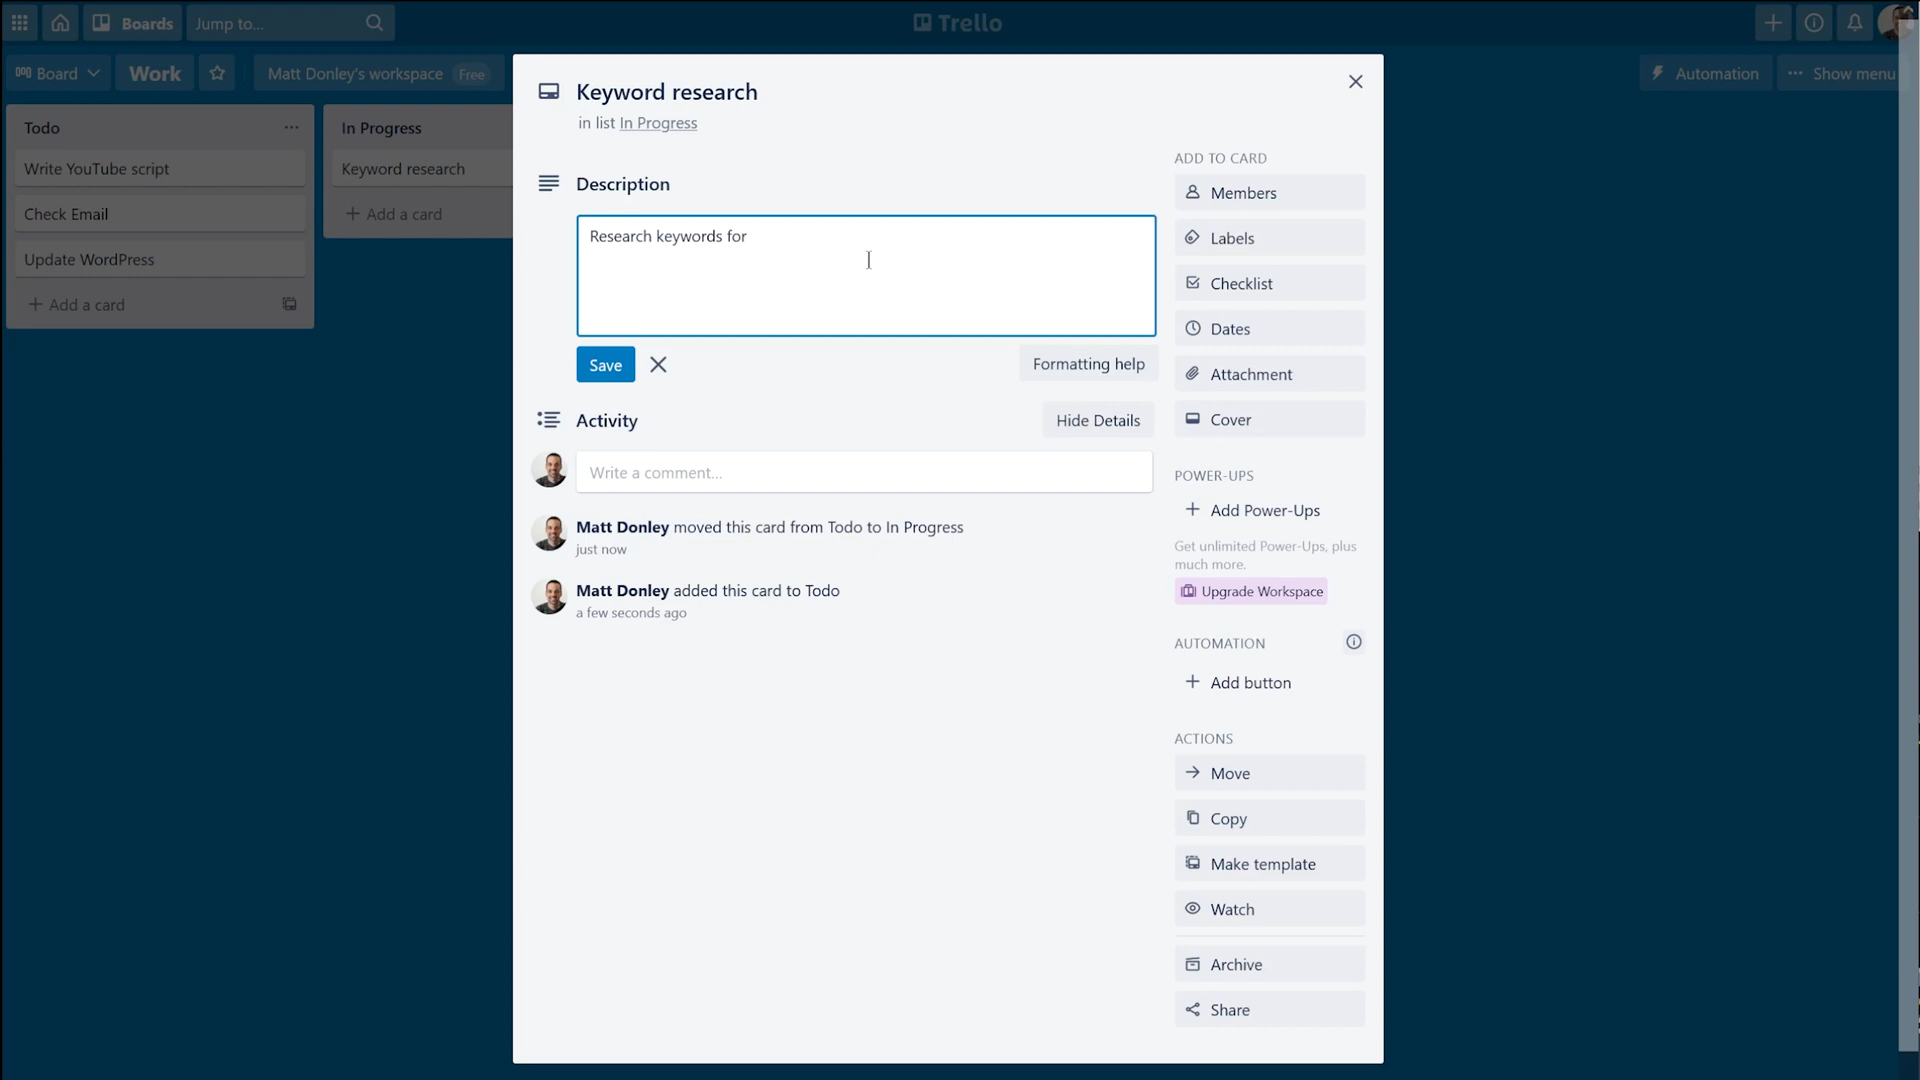 Boards
Jump to...
Trello
Board
Work
Matt Donley's workspace
Free
Automation
Show menu
Todo
Write YouTube script
Check Email
Update WordPress
Add a card
In Progress
Keyword research
Add a card
Keyword research
in list In Progress
Description
Research keywords for
Save
Formatting help
Activity
Hide Details
Write a comment...
Matt Donley moved this card from Todo to In Progress
just now
Matt Donley added this card to Todo
a few seconds ago
ADD TO CARD
Members
Labels
Checklist
Dates
Attachment
Cover
POWER-UPS
Add Power-Ups
Get unlimited Power-Ups, plus
much more.
Upgrade Workspace
AUTOMATION
Add button
ACTIONS
Move
Copy
Make template
Watch
Archive
Share